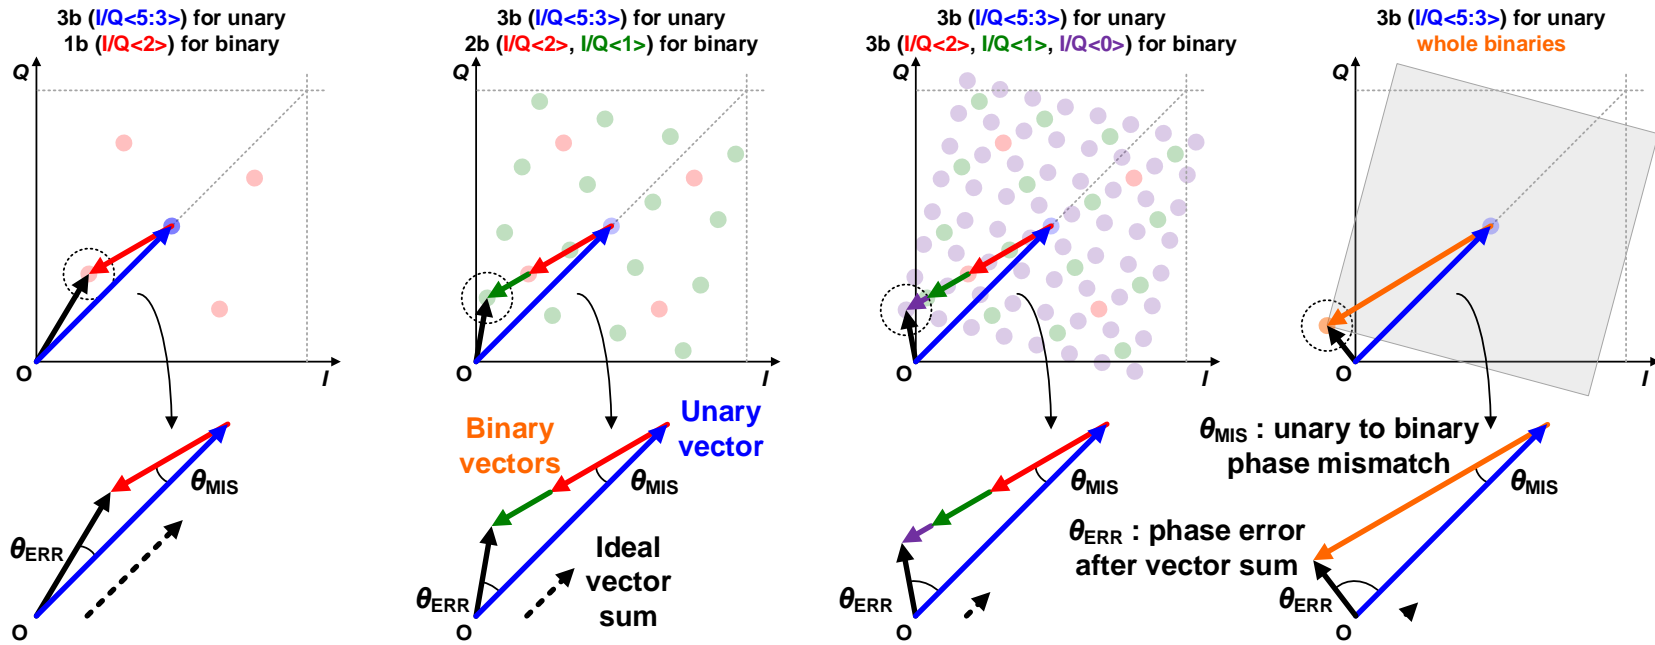 3b (I/Q<5:3>) for unary
1b (I/Q<2>) for binary
Q
O
I
θMIS
θERR
O
3b (I/Q<5:3>) for unary
2b (I/Q<2>, I/Q<1>) for binary
Q
O
I
Binary
vectors
Unary
vector
θMIS
Ideal
vector
sum
θERR
O
3b (I/Q<5:3>) for unary
3b (I/Q<2>, I/Q<1>, I/Q<0>) for binary
Q
O
I
θMIS
θERR
O
3b (I/Q<5:3>) for unary
whole binaries
Q
O
I
θMIS : unary to binary
phase mismatch
θMIS
θERR : phase error
after vector sum
θERR
O